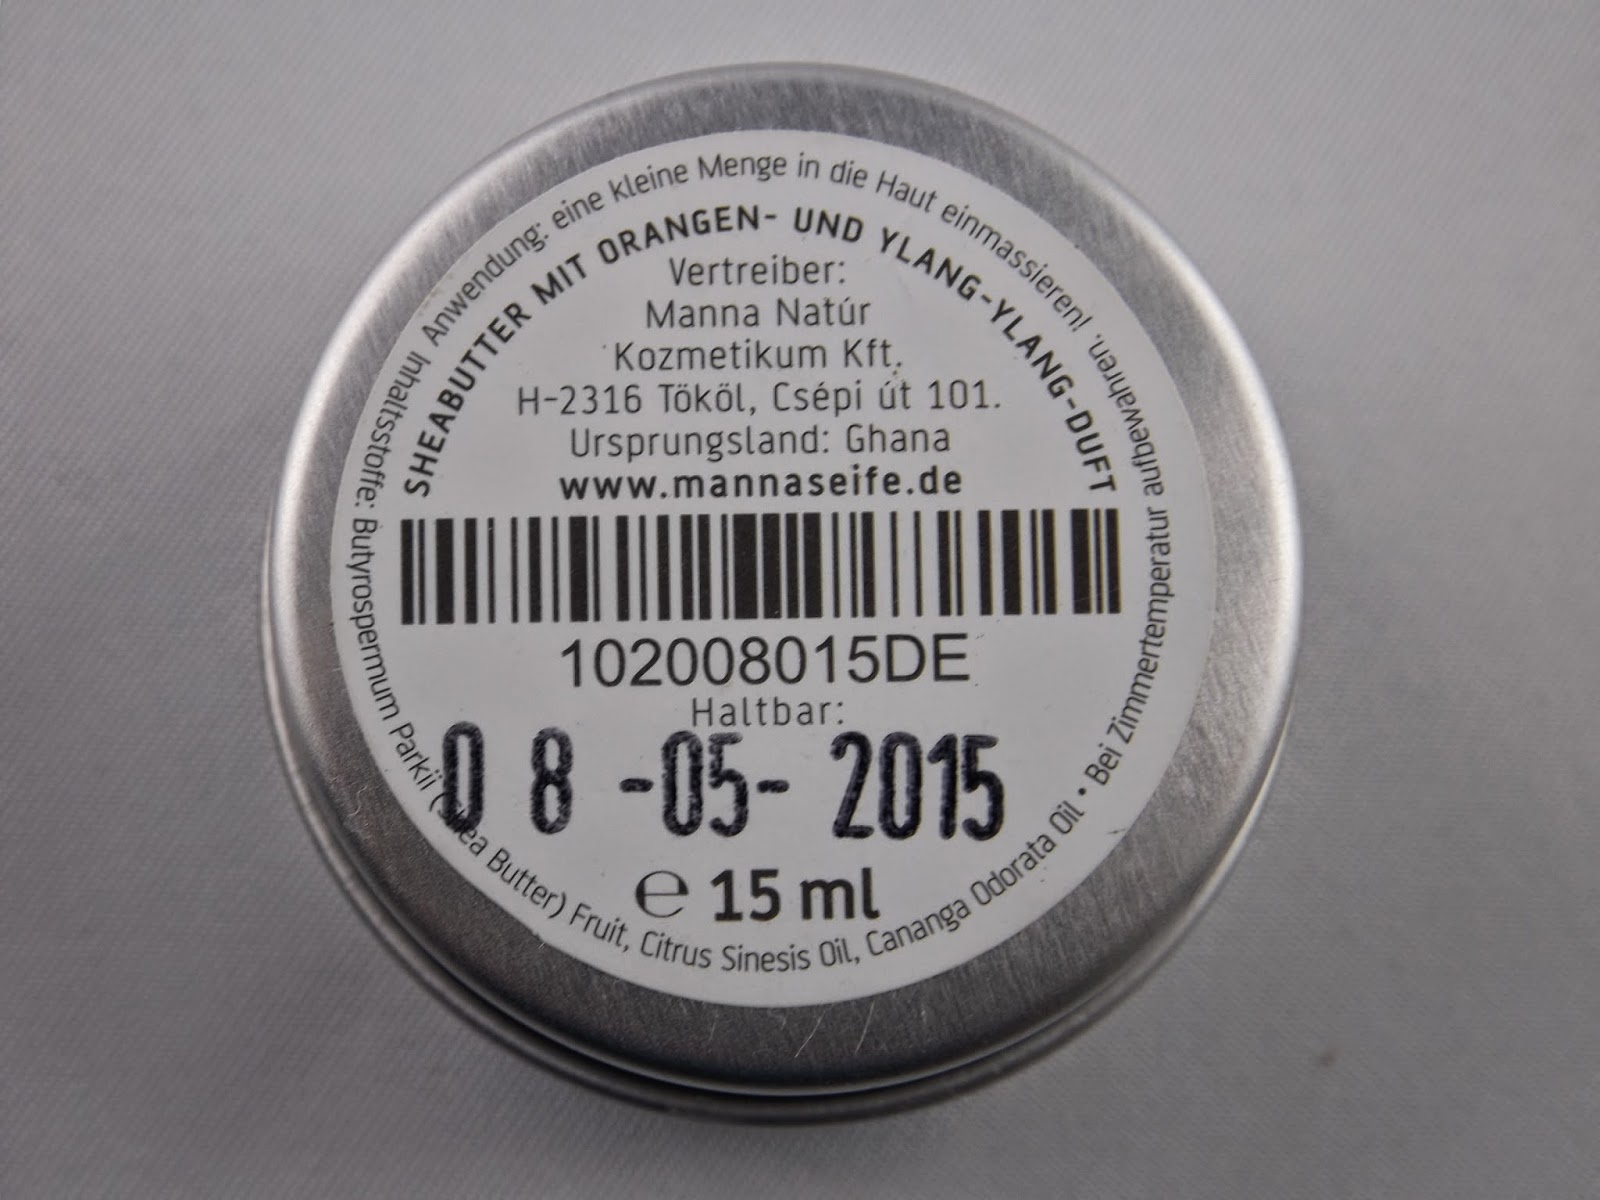 Anwendung: eine kleine Menge in die Haut einmassieren!
SHEABUTTER MIT ORANGEN- UND YLANG-YLANG-DUFT
Vertreiber:
Manna Natúr
Kozmetikum Kft.
H-2316 Tököl, Csépi út 101.
Ursprungsland: Ghana
www.mannaseife.de
102008015DE
Haltbar:
08-05-2015
℮ 15 ml
Inhaltsstoffe: Butyrospermum Parkii (Shea Butter) Fruit, Citrus Sinesis Oil, Cananga Odorata Oil • Bei Zimmertemperatur aufbewahren.